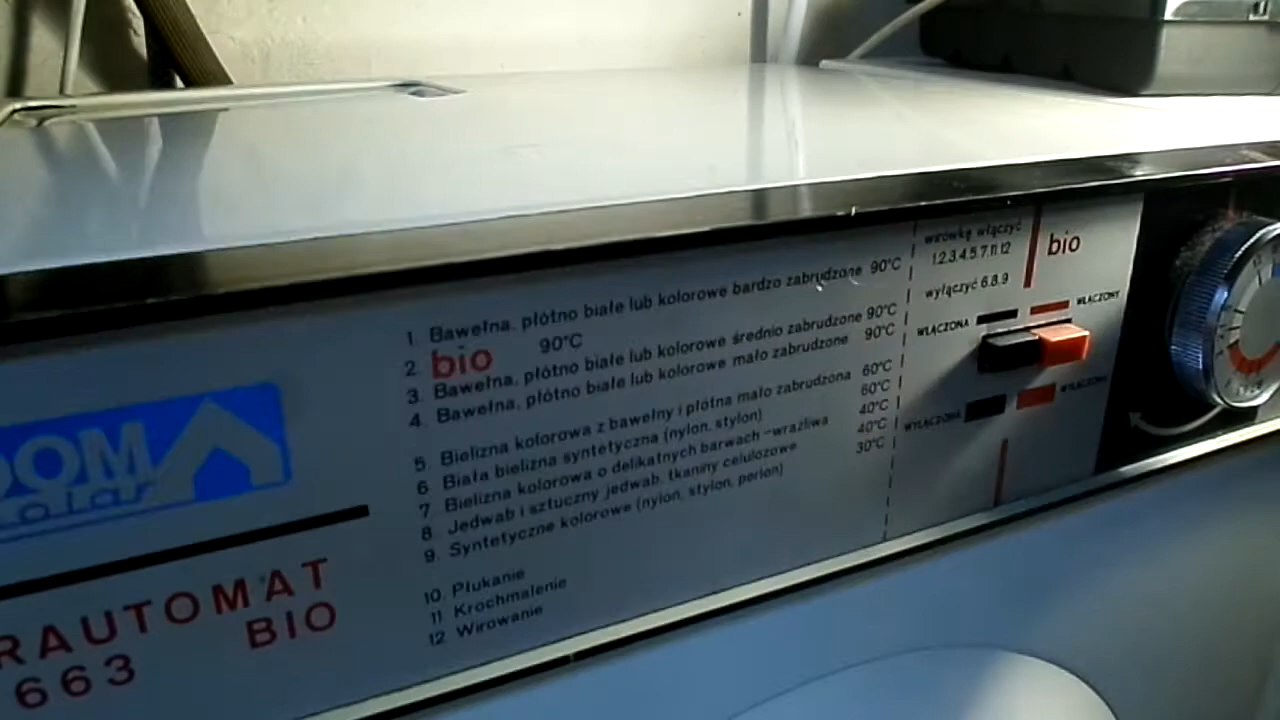 1. Bawełna, płótno białe lub kolorowe bardzo zabrudzone 90°C
2. bio 90°C
3. Bawełna, płótno białe lub kolorowe średnio zabrudzone 90°C
4. Bawełna, płótno białe lub kolorowe mało zabrudzone 90°C
5. Bielizna kolorowa z bawełny i płótna mało zabrudzona 60°C
6. Biała bielizna syntetyczna (nylon, stylon) 60°C
7. Bielizna kolorowa o delikatnych barwach – wrażliwa 40°C
8. Jedwab i sztuczny jedwab, tkaniny celulozowe 40°C
9. Syntetyczne kolorowe (nylon, stylon, perlon) 30°C
10. Płukanie
11. Krochmalenie
12. Wirowanie
wirówkę włączyć
1.2.3.4.5.7.11.12
wyłączyć 6.8.9
bio
WŁĄCZONA
WŁĄCZONY
WYŁĄCZONA
WYŁĄCZONY
DOM
olar
RAUTOMAT
663 BIO